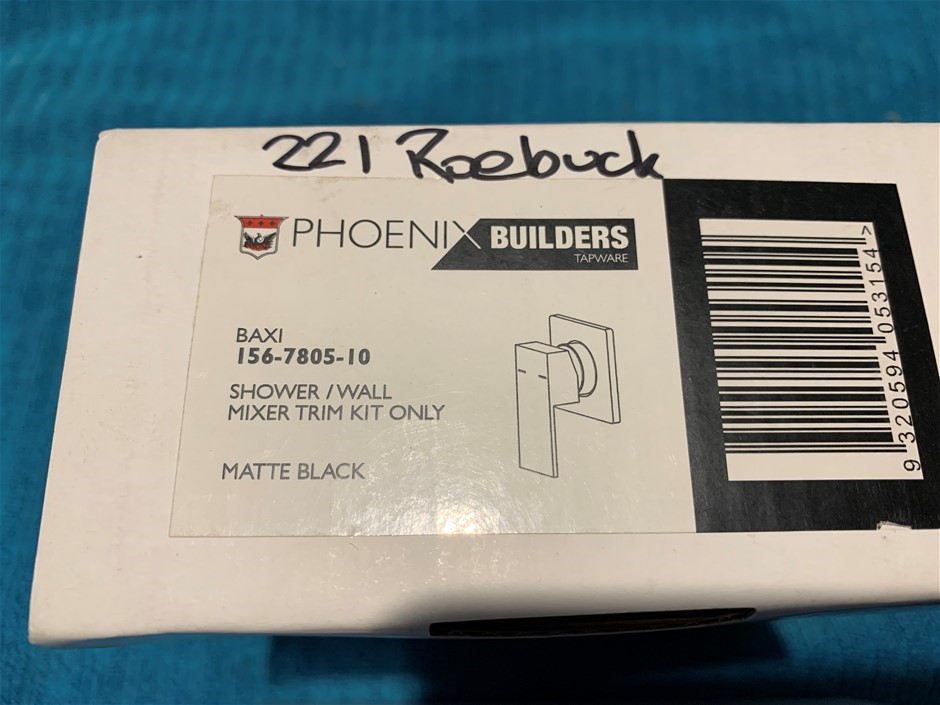 221 Roebuck
PHOENIX BUILDERS
TAPWARE
BAXI
156-7805-10
SHOWER / WALL
MIXER TRIM KIT ONLY
MATTE BLACK
9 320594 053154 >